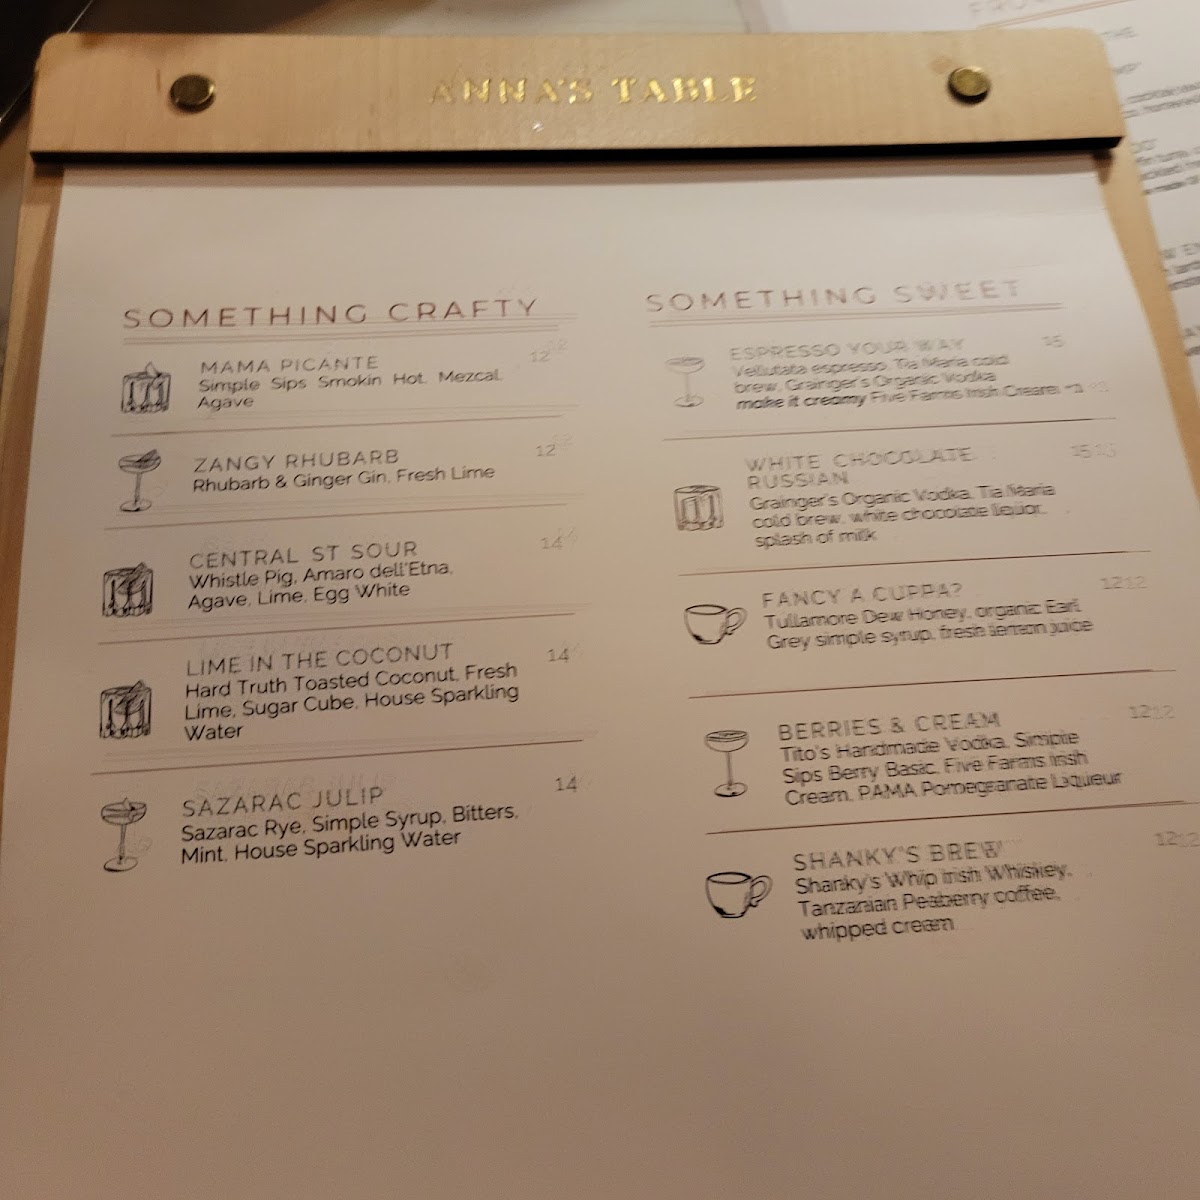 ANNA'S TABLE
SOMETHING CRAFTY
MAMA PICANTE 12
Simple Sips Smokin Hot. Mezcal.
Agave
ZANGY RHUBARB 12
Rhubarb & Ginger Gin, Fresh Lime
CENTRAL ST SOUR 14
Whistle Pig, Amaro dell'Etna,
Agave, Lime, Egg White
LIME IN THE COCONUT 14
Hard Truth Toasted Coconut, Fresh
Lime, Sugar Cube, House Sparkling
Water
SAZARAC JULIP 14
Sazarac Rye, Simple Syrup, Bitters,
Mint, House Sparkling Water
SOMETHING SWEET
ESPRESSO YOUR WAY 15
Vellutata espresso, Tia Maria cold
brew, Grainger's Organic Vodka
make it creamy Five Farms Irish Cream
WHITE CHOCOLATE 15
RUSSIAN
Grainger's Organic Vodka, Tia Maria
cold brew, white chocolate liquor,
splash of milk
FANCY A CUPPA? 12
Tullamore Dew Honey, organic Earl
Grey simple syrup, fresh lemon juice
BERRIES & CREAM 12
Tito's Handmade Vodka, Simple
Sips Berry Basic, Five Farms Irish
Cream, PAMA Pomegranate Liqueur
SHANKY'S BREW 12
Shanky's Whip Irish Whiskey,
Tanzanian Peaberry coffee,
whipped cream